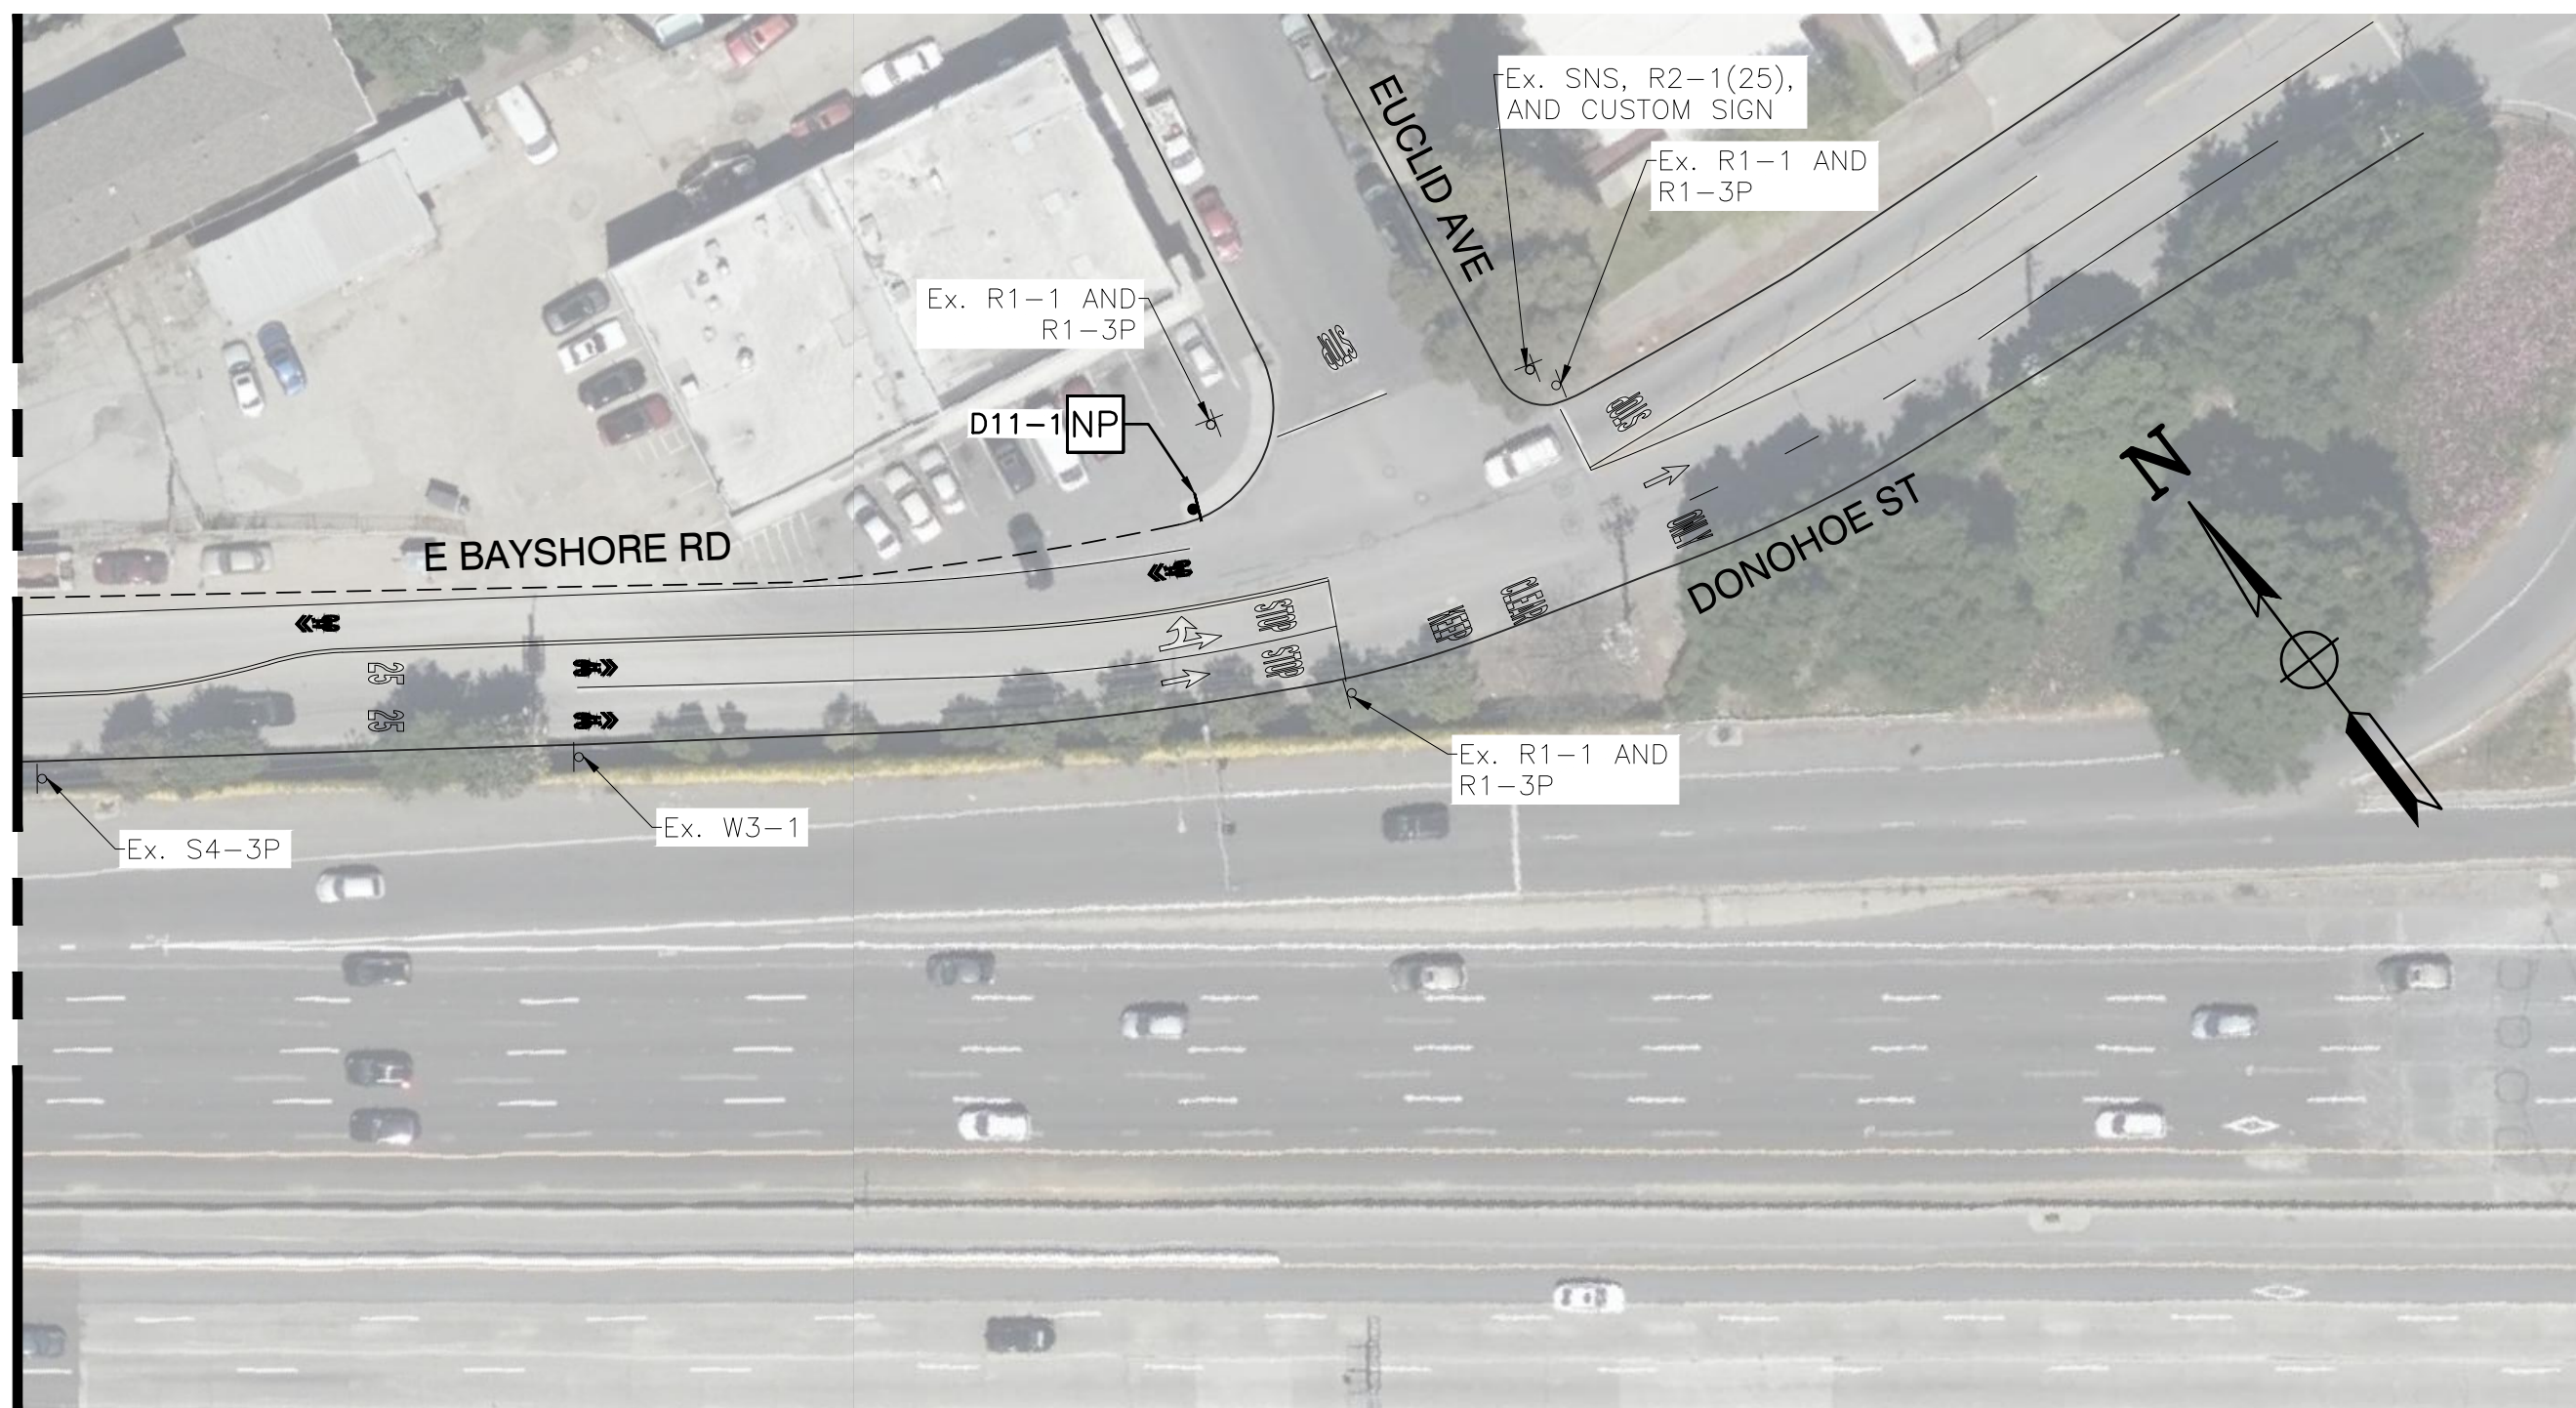 Ex. SNS, R2-1(25),
AND CUSTOM SIGN
EUCLID AVE
Ex. R1-1 AND
R1-3P
Ex. R1-1 AND
R1-3P
STOP
STOP
D11-1 NP
N
E BAYSHORE RD
DONOHOE ST
ONLY
CLEAR
KEEP
STOP
STOP
25
25
Ex. R1-1 AND
R1-3P
Ex. W3-1
Ex. S4-3P